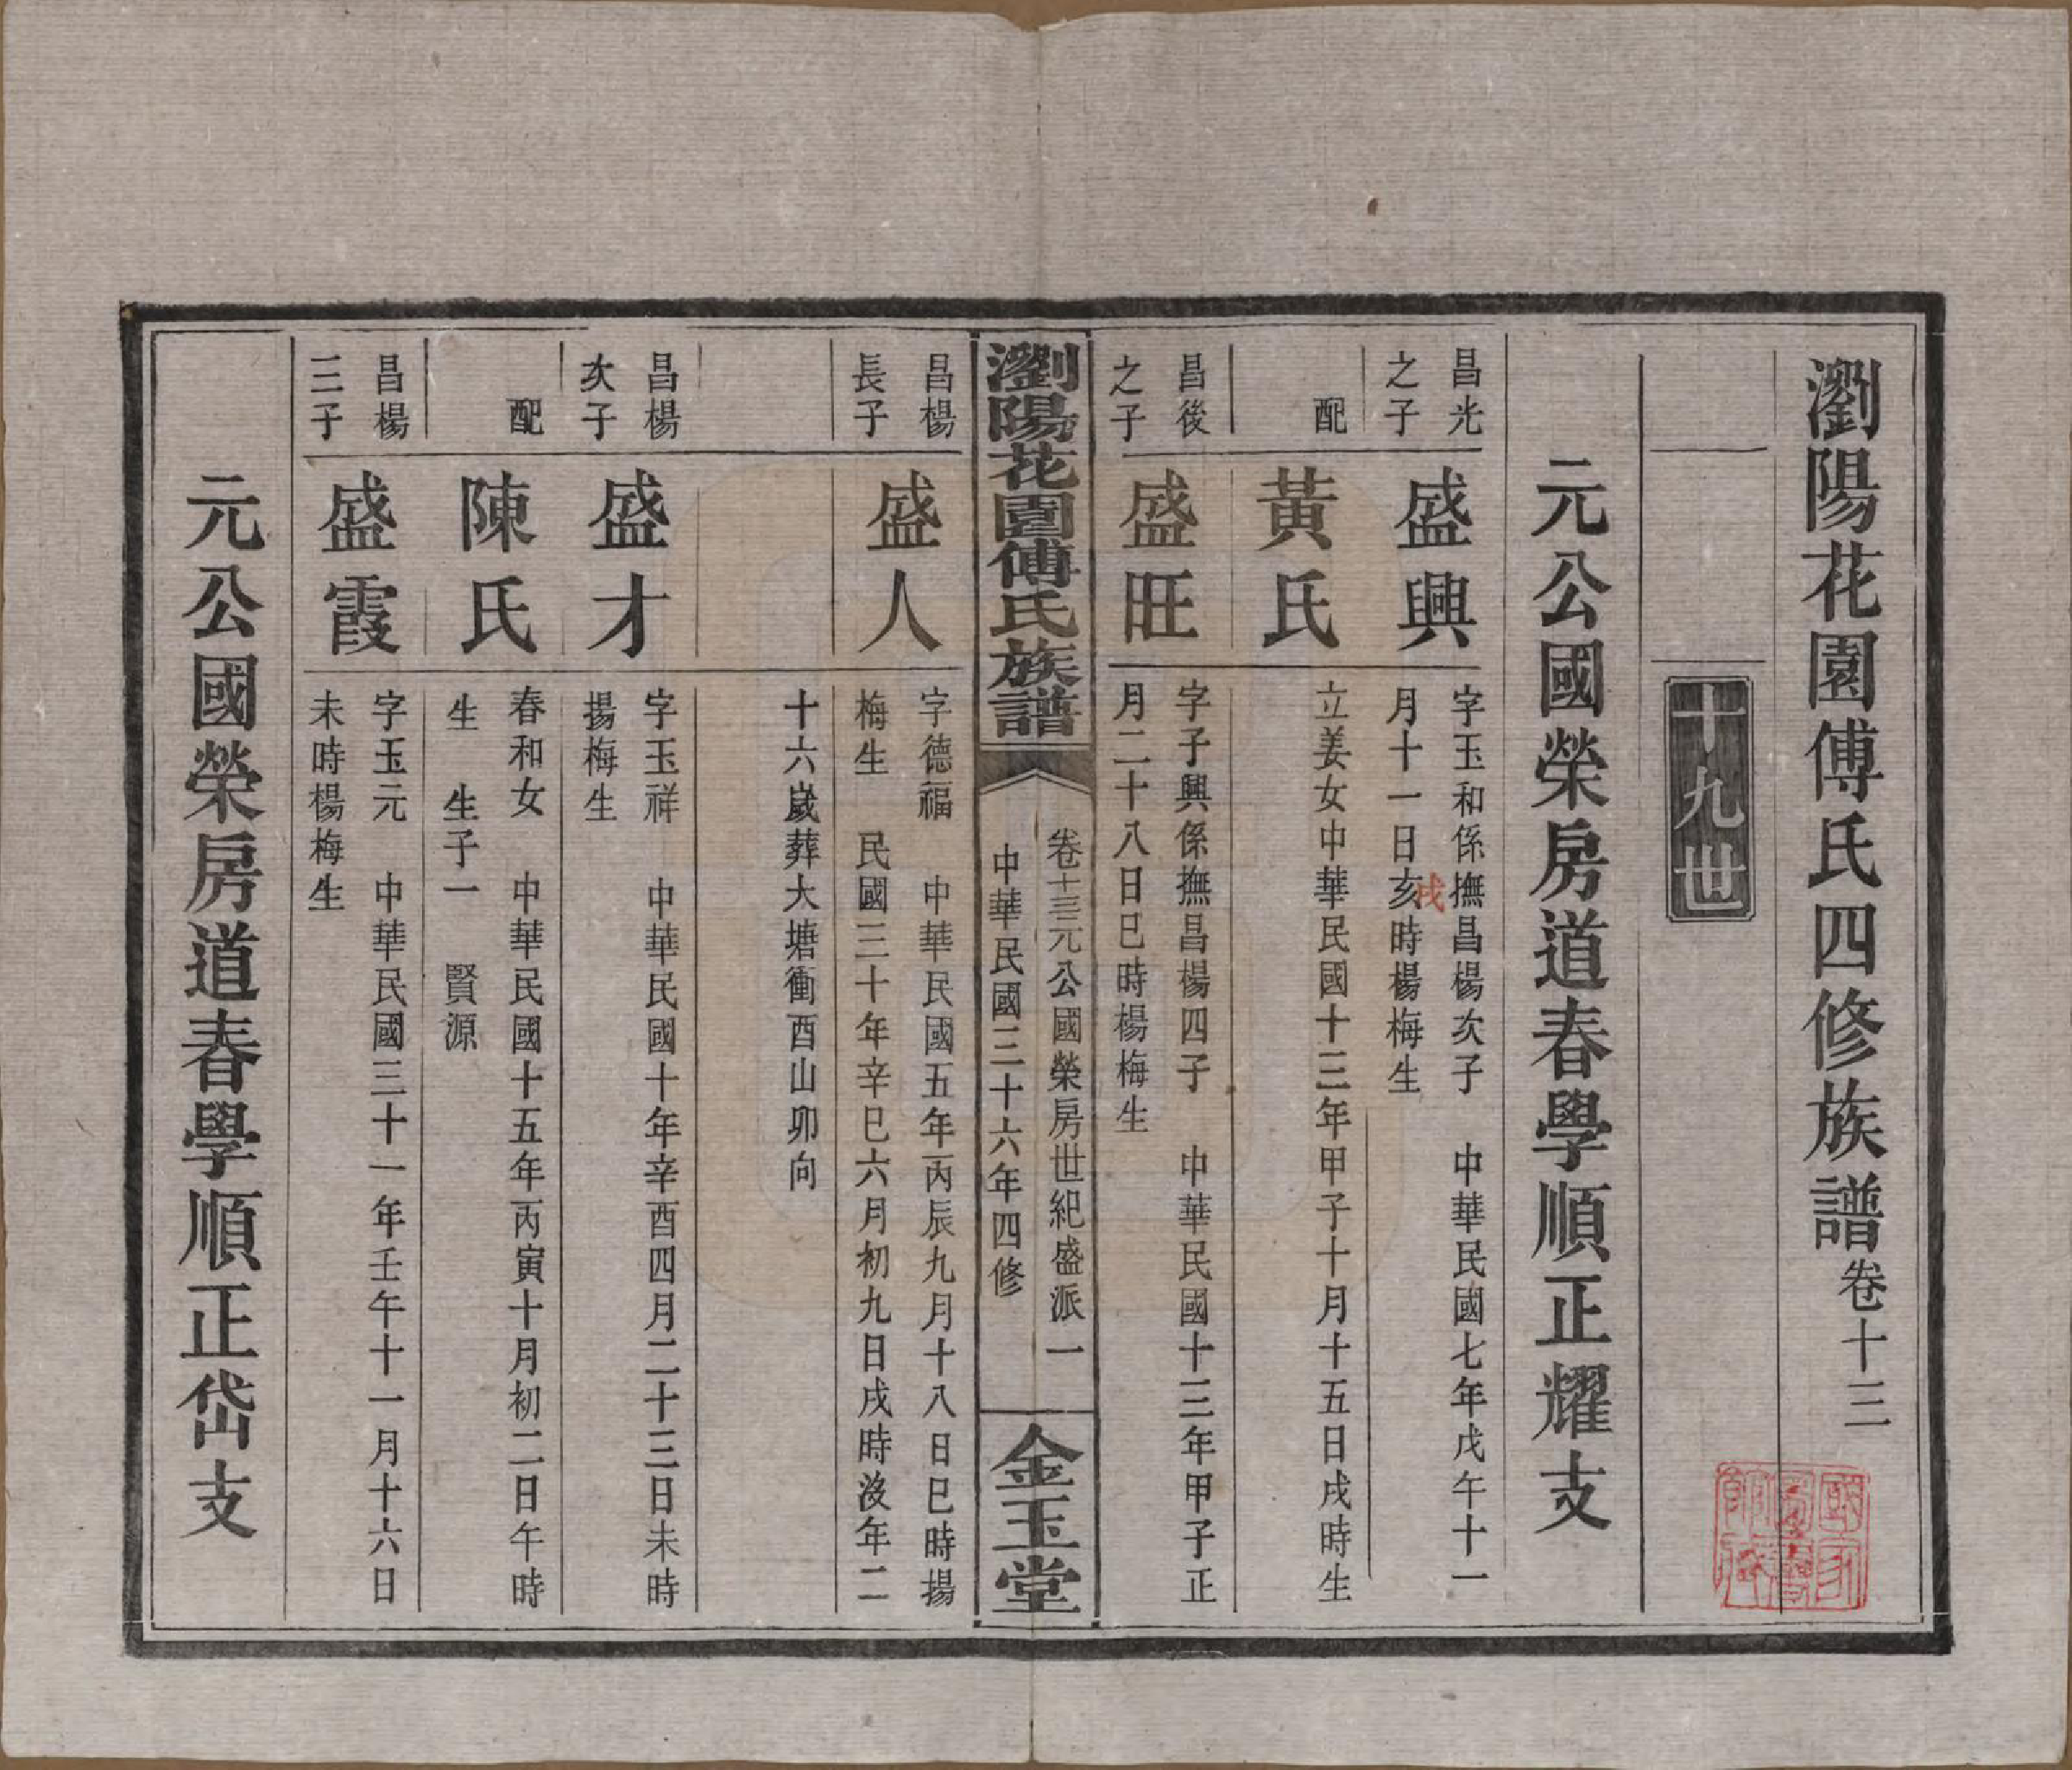 瀏陽花園傅氏四修族譜卷十三
十九世
元公國榮房道春學順正耀支
昌光
之子
盛興
字玉和係撫昌楊次子　中華民國七年戊午十一
月十一日亥時楊梅生
戌
配
黃氏
立姜女中華民國十三年甲子十月十五日戌時生
昌後
之子
盛旺
字子興係撫昌楊四子　中華民國十三年甲子正
月二十八日巳時楊梅生
瀏陽花園傅氏族譜
卷十三元公國榮房世紀盛派　一
中華民國三十六年四修
金玉堂
昌楊
長子
盛人
字德福　中華民國五年丙辰九月十八日巳時揚
梅生　民國三十年辛巳六月初九日戌時沒年二
十六歲葬大塘衝酉山卯向
昌楊
次子
盛才
字玉祥　中華民國十年辛酉四月二十三日未時
揚梅生
配
陳氏
春和女　中華民國十五年丙寅十月初二日午時
生　生子一　賢源
昌楊
三子
盛霞
字玉元　中華民國三十一年壬午十一月十六日
未時楊梅生
元公國榮房道春學順正岱支